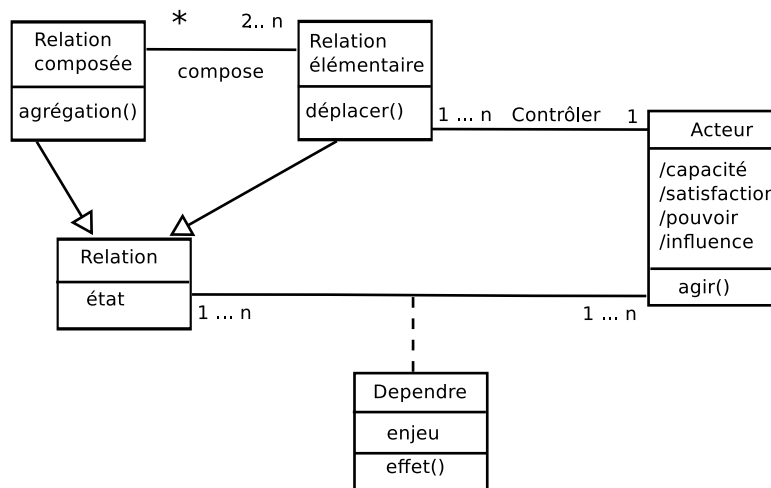 Relation
composée
agrégation()
*
2.. n
compose
Relation
élémentaire
déplacer()
1 ... n
Contrôler
1
Acteur
/capacité
/satisfaction
/pouvoir
/influence
agir()
Relation
état
1 ... n
1 ... n
Dependre
enjeu
effet()